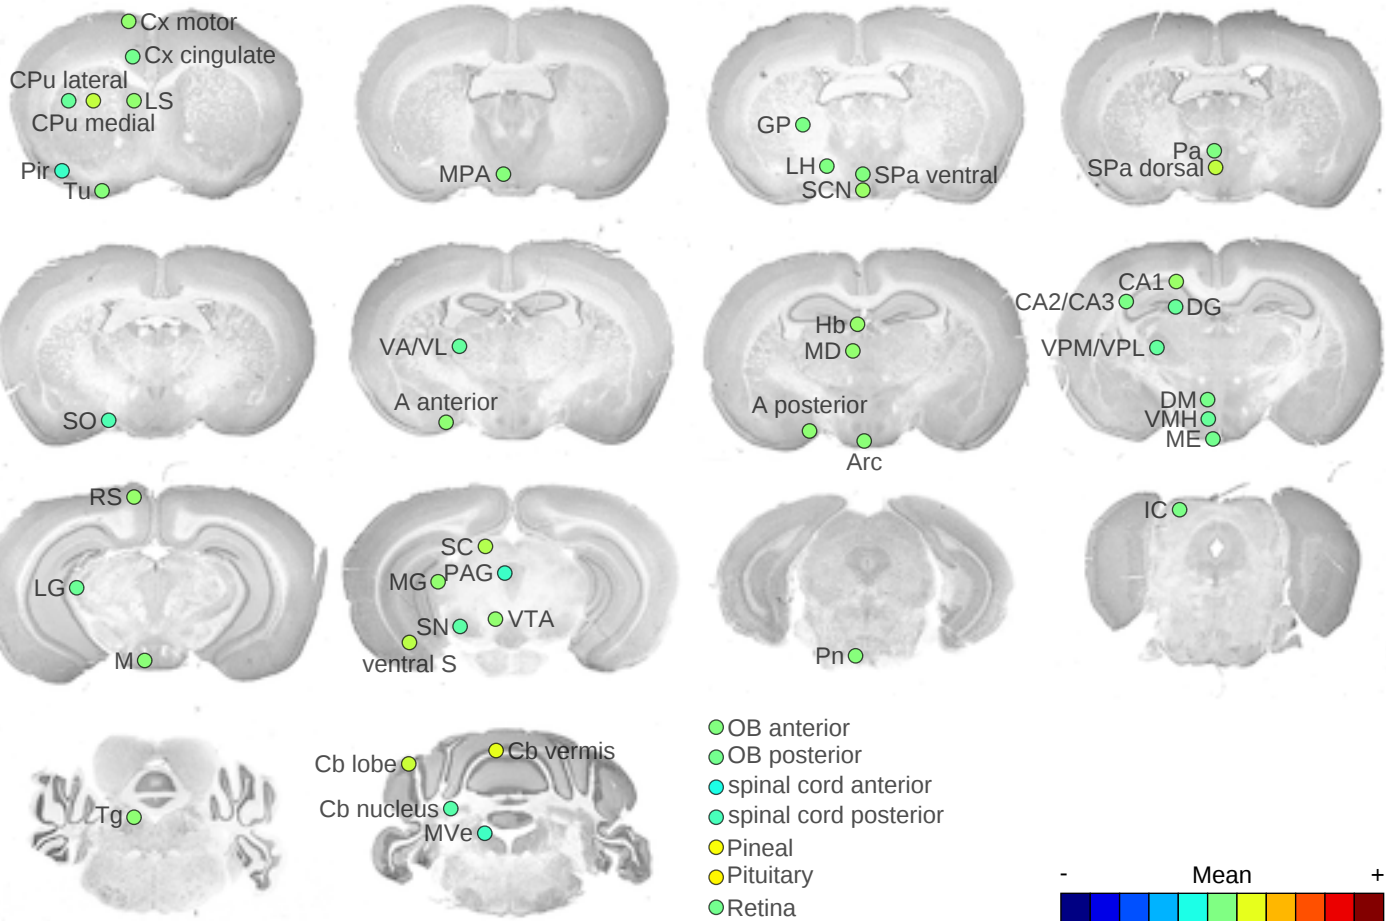 Cx motor
Cx cingulate
CPu lateral
LS
CPu medial
Pir
Tu
MPA
GP
LH
SPa ventral
SCN
Pa
SPa dorsal
SO
VA/VL
A anterior
Hb
MD
A posterior
Arc
CA1
CA2/CA3
DG
VPM/VPL
DM
VMH
ME
RS
LG
M
SC
PAG
MG
VTA
SN
ventral S
Pn
IC
Tg
Cb vermis
Cb lobe
Cb nucleus
MVe
OB anterior
OB posterior
spinal cord anterior
spinal cord posterior
Pineal
Pituitary
Retina
- Mean +